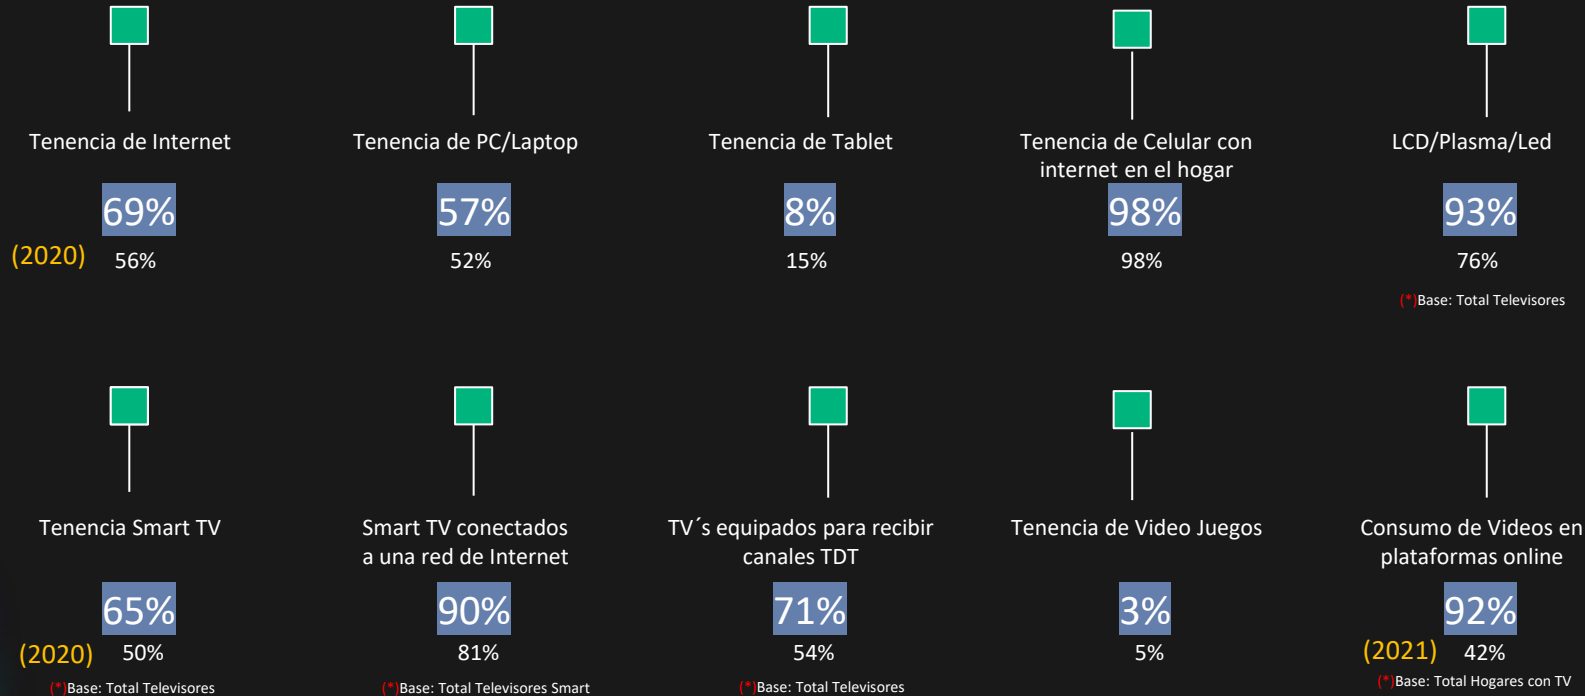 Tenencia de Internet
69%
(2020) 56%
Tenencia de PC/Laptop
57%
52%
Tenencia de Tablet
8%
15%
Tenencia de Celular con
internet en el hogar
98%
98%
LCD/Plasma/Led
93%
76%
(*)Base: Total Televisores
Tenencia Smart TV
65%
(2020) 50%
(*)Base: Total Televisores
Smart TV conectados
a una red de Internet
90%
81%
(*)Base: Total Televisores Smart
TV´s equipados para recibir
canales TDT
71%
54%
(*)Base: Total Televisores
Tenencia de Video Juegos
3%
5%
Consumo de Videos en
plataformas online
92%
(2021) 42%
(*)Base: Total Hogares con TV